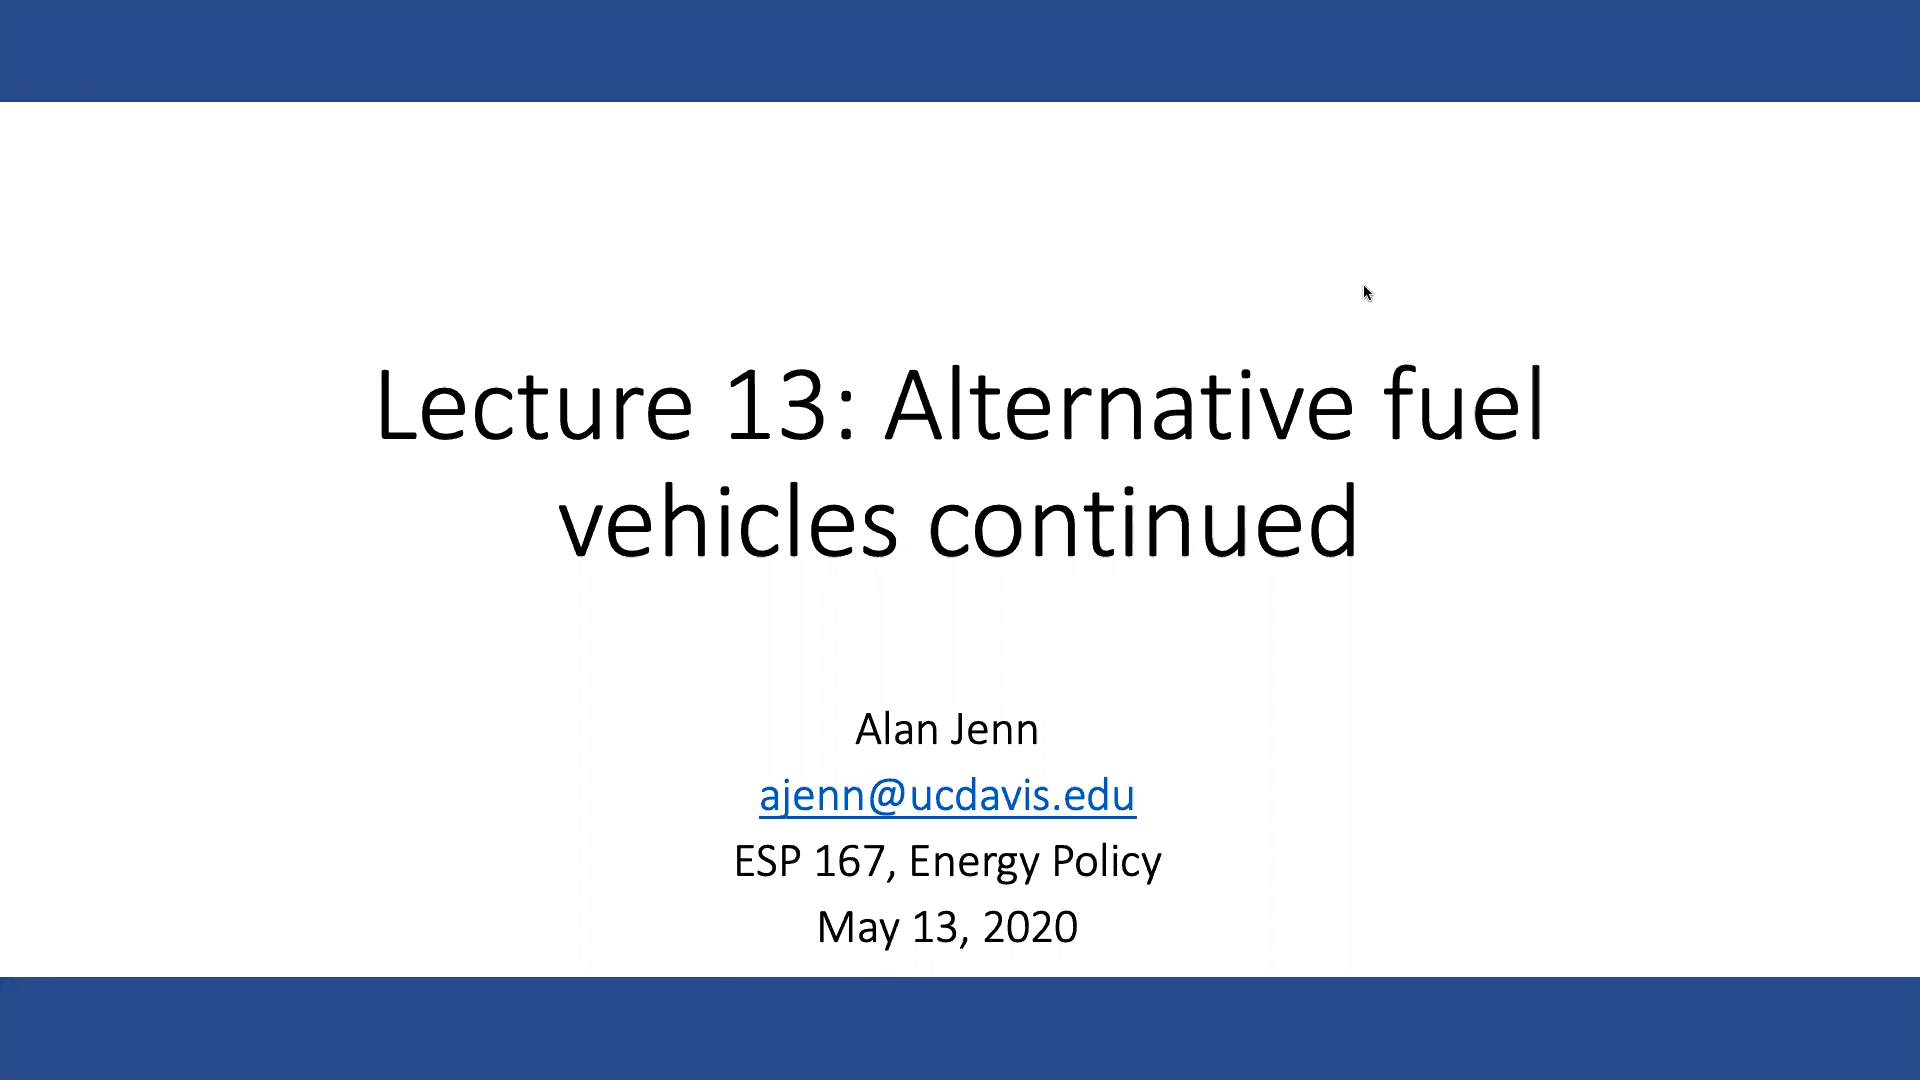 Lecture 13: Alternative fuel
vehicles continued
Alan Jenn
ajenn@ucdavis.edu
ESP 167, Energy Policy
May 13, 2020